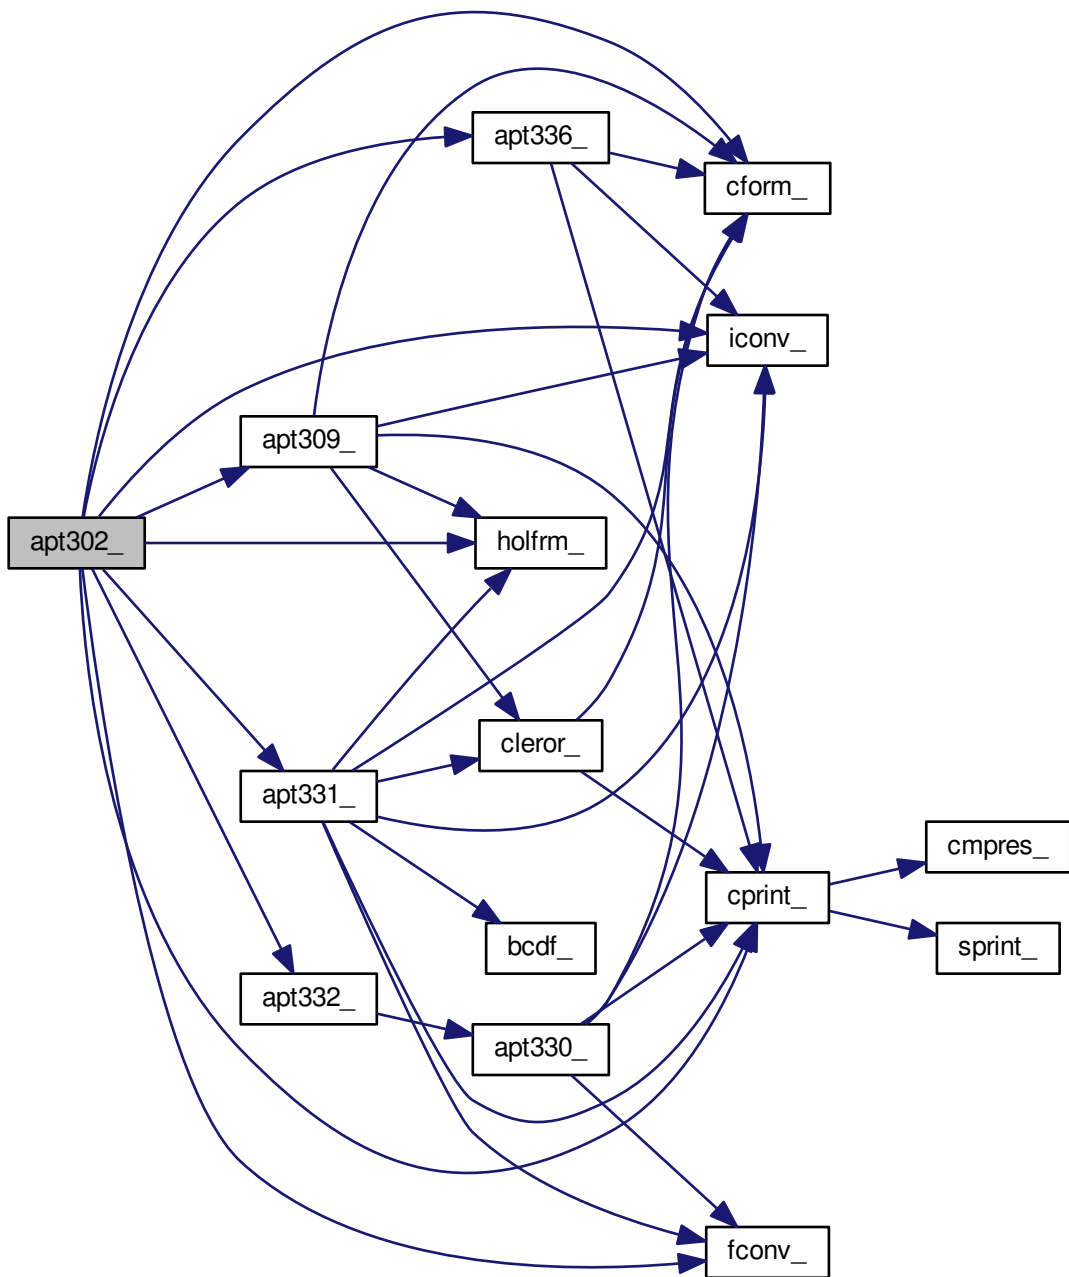 apt336_
cform_
iconv_
apt309_
apt302_
holfrm_
cleror_
apt331_
cmpres_
cprint_
bcdf_
sprint_
apt332_
apt330_
fconv_